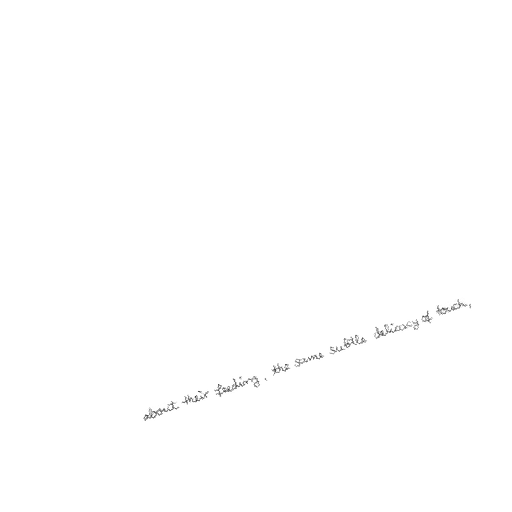 about their feeding, the same subtle delicacy of touch,